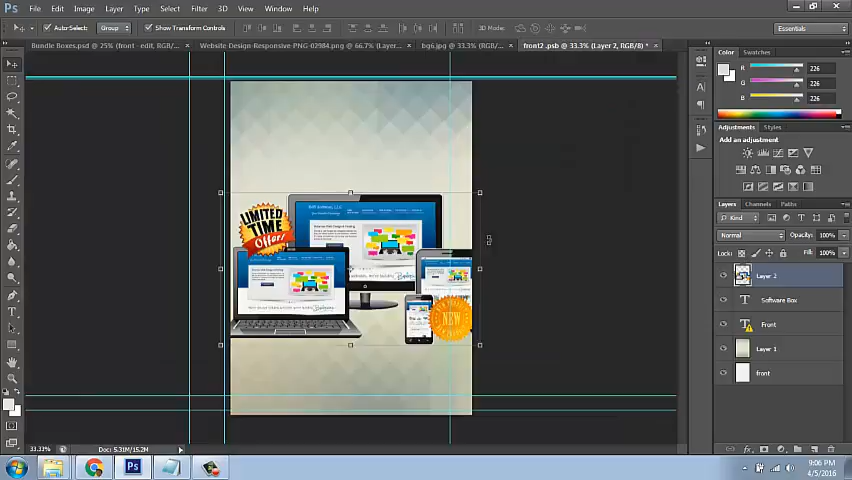 Ps File Edit Image Layer Type Select Filter 3D View Window Help
Auto-Select: Group Show Transform Controls 3D Mode: Essentials
Bundle Boxes.psd @ 25% (front - edit, RGB/... × Website Design-Responsive-PNG-02984.png @ 66.7% (Layer... × bg6.jpg @ 33.3% (RGB/... × front2 .psb @ 33.3% (Layer 2, RGB/8) * ×
Color Swatches
R 226
G 226
B 226
Adjustments Styles
Add an adjustment
Layers Channels Paths
Kind
Normal Opacity: 100%
Lock: Fill: 100%
Layer 2
Software Box
Front
Layer 1
front
LIMITED
TIME
Offers
NEW
33.33% Doc: 5.31M/15.2M
Ps
9:06 PM
4/5/2016